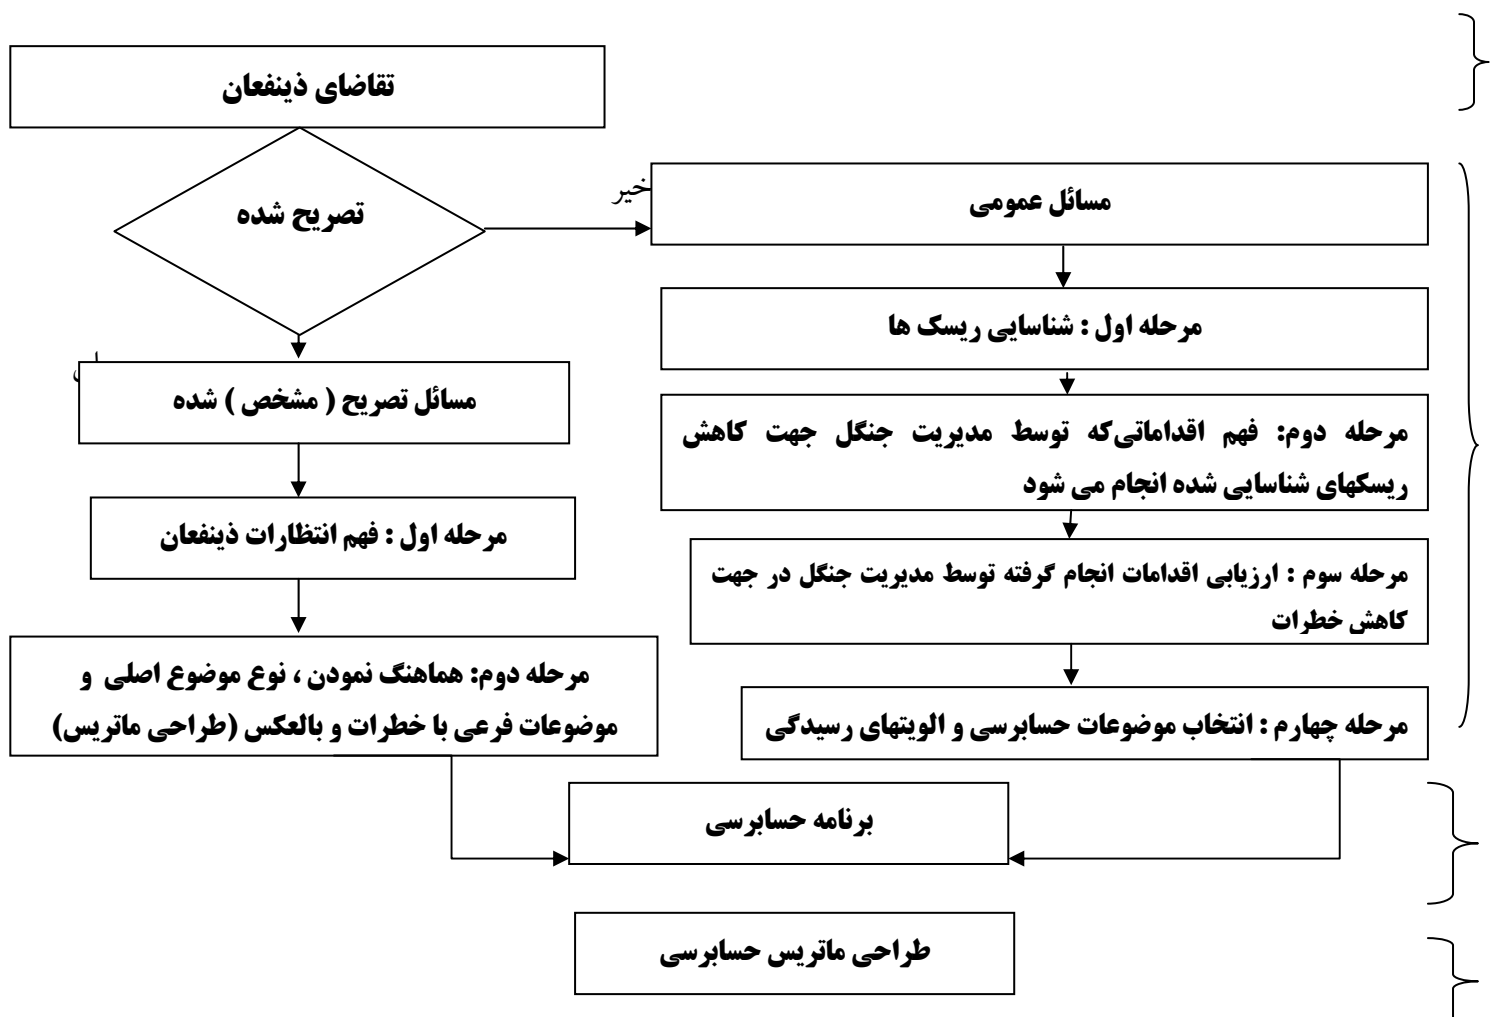 تقاضای ذینفعان
تصریح شده
خیر
مسائل عمومی
مرحله اول : شناسایی ریسک ها
مرحله دوم: فهم اقداماتی‌که توسط مدیریت جنگل جهت کاهش
ریسکهای شناسایی شده انجام می شود
مرحله سوم : ارزیابی اقدامات انجام گرفته توسط مدیریت جنگل در جهت
کاهش خطرات
مرحله چهارم : انتخاب موضوعات حسابرسی و الویتهای رسیدگی
مسائل تصریح ( مشخص ) شده
مرحله اول : فهم انتظارات ذینفعان
مرحله دوم: هماهنگ نمودن ، نوع موضوع اصلی و
موضوعات فرعی با خطرات و بالعکس (طراحی ماتریس)
برنامه حسابرسی
طراحی ماتریس حسابرسی